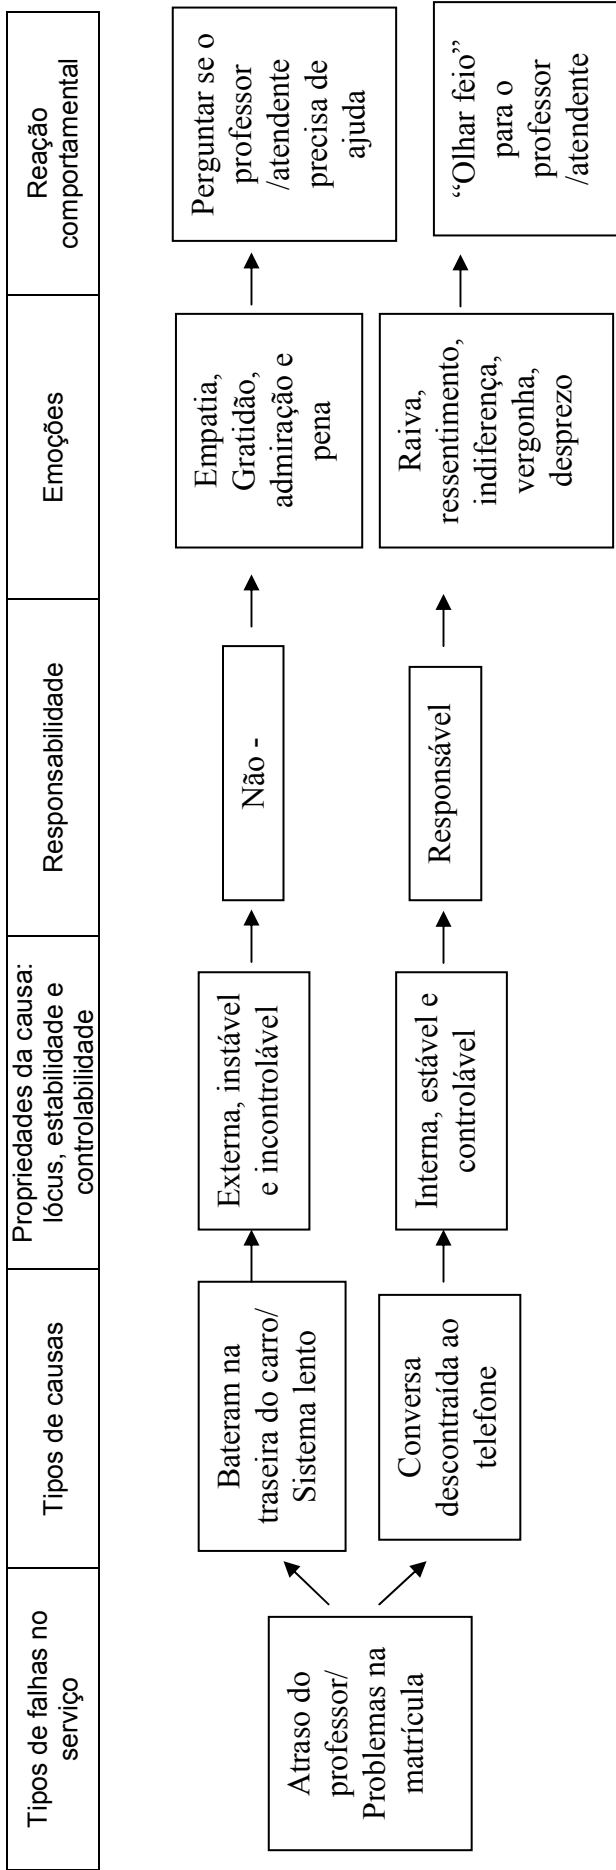 Tipos de falhas no
serviço
Tipos de causas
Propriedades da causa:
lócus, estabilidade e
controlabilidade
Responsabilidade
Emoções
Reação
comportamental
Atraso do
professor/
Problemas na
matrícula
Bateram na
traseira do carro/
Sistema lento
Externa, instável
e incontrolável
Não -
Empatia,
Gratidão,
admiração e
pena
Perguntar se o
professor
/atendente
precisa de
ajuda
Conversa
descontraída ao
telefone
Interna, estável e
controlável
Responsável
Raiva,
ressentimento,
indiferença,
vergonha,
desprezo
“Olhar feio”
para o
professor
/atendente